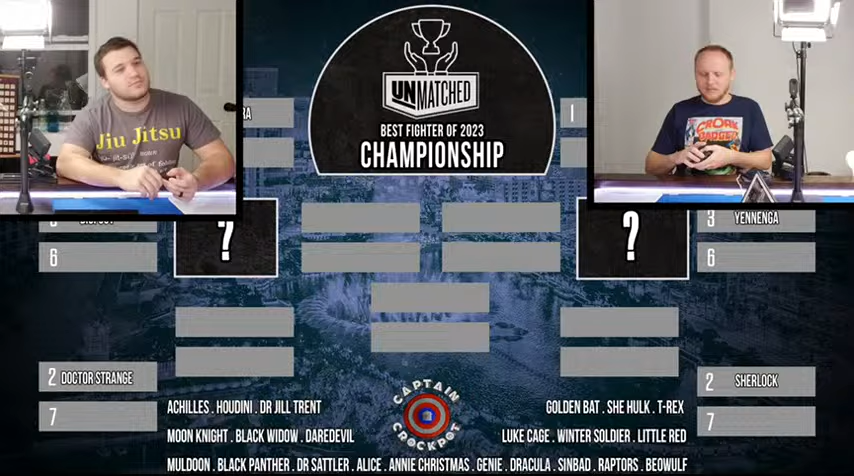 UNMATCHED
BEST FIGHTER OF 2023
CHAMPIONSHIP
Jiu Jitsu
RA
1
?
?
3
YENNENGA
6
6
2 DOCTOR STRANGE
2 SHERLOCK
7
7
CAPTAIN CROCKPOT
ACHILLES . HOUDINI . DR JILL TRENT
GOLDEN BAT . SHE HULK . T-REX
MOON KNIGHT . BLACK WIDOW . DAREDEVIL
LUKE CAGE . WINTER SOLDIER . LITTLE RED
MULDOON . BLACK PANTHER . DR SATTLER . ALICE . ANNIE CHRISTMAS . GENIE . DRACULA . SINBAD . RAPTORS . BEOWULF